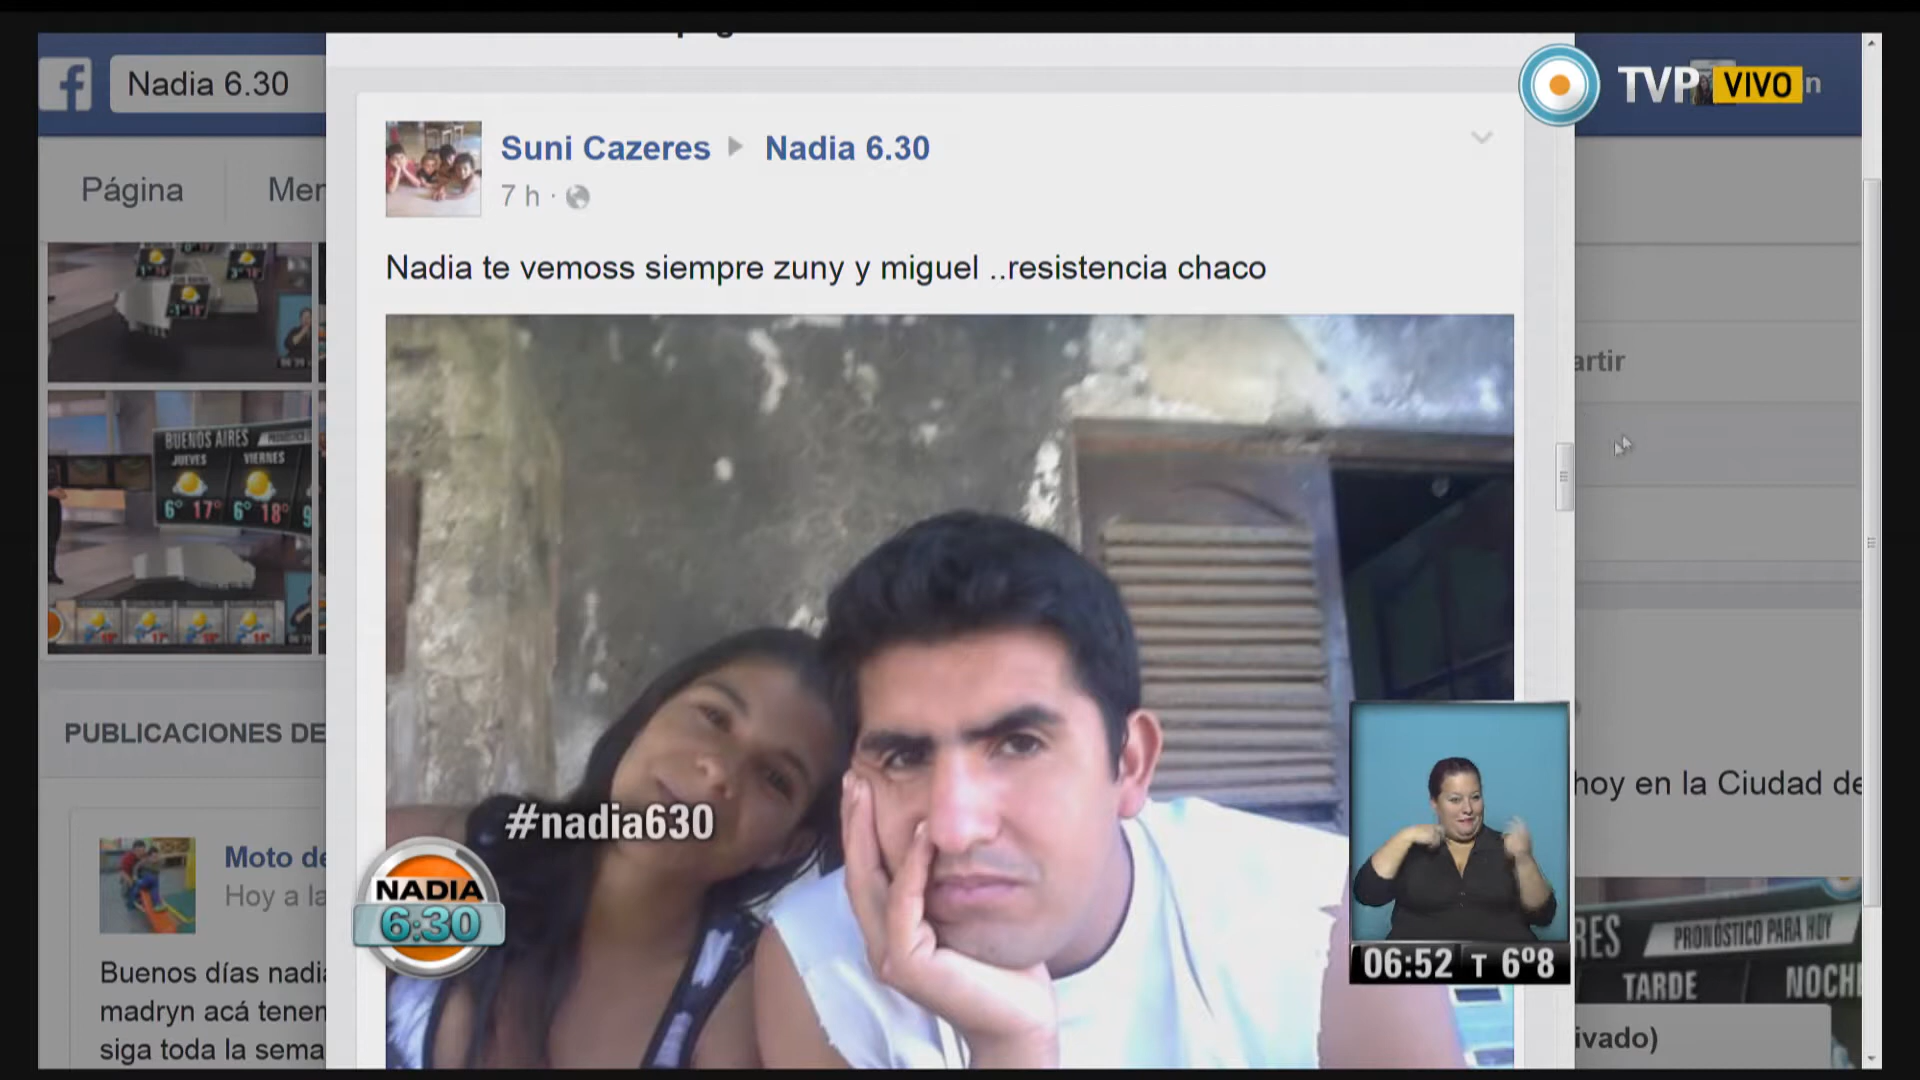 Nadia 6.30
TVP VIVO
Suni Cazeres Nadia 6.30
7 h ·
Página
Nadia te vemoss siempre zuny y miguel ..resistencia chaco
artir
BUENOS AIRES
JUEVES VIERNES
6° 17° 6° 18°
PUBLICACIONES DE
hoy en la Ciudad de
#nadia630
NADIA
6:30
Moto de
Hoy a la
06:52 T 6º8
RES PRONÓSTICO PARA HOY
TARDE NOCH
Buenos días nadia
madryn acá tenem
siga toda la sema
ivado)